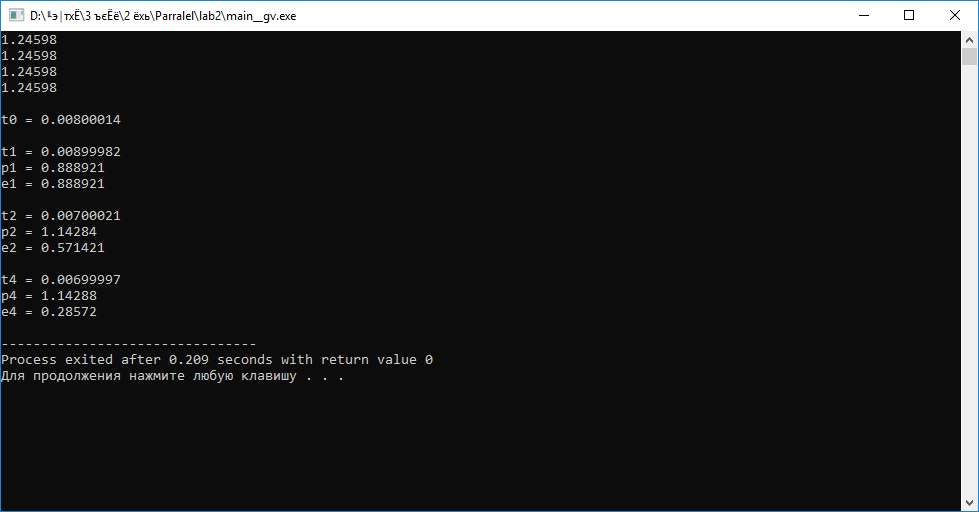 D:\╙э|тхЁ\3 ъєЁё\2 ёхь\Parralel\lab2\main__gv.exe
1.24598
1.24598
1.24598
1.24598
t0 = 0.00800014
t1 = 0.00899982
p1 = 0.888921
e1 = 0.888921
t2 = 0.00700021
p2 = 1.14284
e2 = 0.571421
t4 = 0.00699997
p4 = 1.14288
e4 = 0.28572
--------------------------------
Process exited after 0.209 seconds with return value 0
Для продолжения нажмите любую клавишу . . .